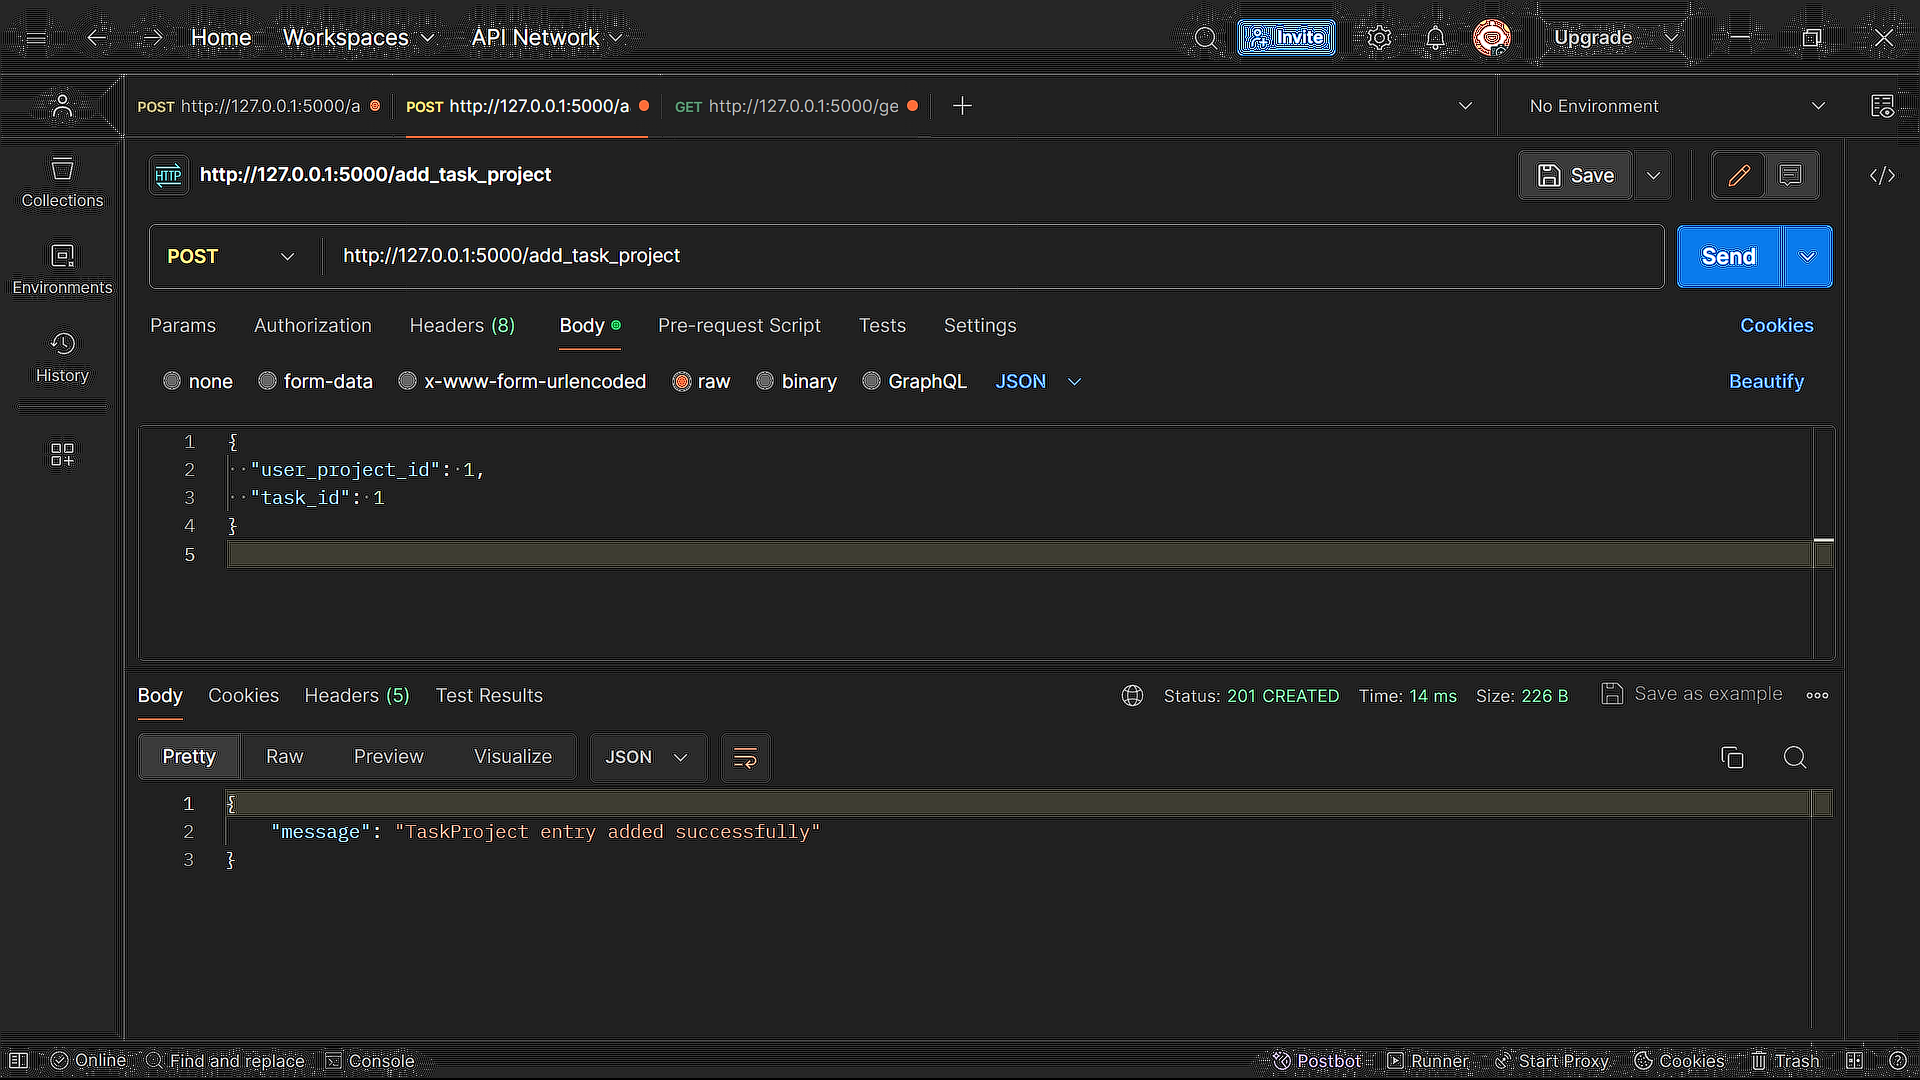 Home Workspaces API Network Invite Upgrade
POST http://127.0.0.1:5000/a POST http://127.0.0.1:5000/a GET http://127.0.0.1:5000/ge No Environment
HTTP http://127.0.0.1:5000/add_task_project Save
Collections
POST http://127.0.0.1:5000/add_task_project Send
Environments
Params Authorization Headers (8) Body Pre-request Script Tests Settings Cookies
History
none form-data x-www-form-urlencoded raw binary GraphQL JSON Beautify
1 {
2 "user_project_id": 1,
3 "task_id": 1
4 }
5
Body Cookies Headers (5) Test Results Status: 201 CREATED Time: 14 ms Size: 226 B Save as example
Pretty Raw Preview Visualize JSON
1 {
2 "message": "TaskProject entry added successfully"
3 }
Online Find and replace Console Postbot Runner Start Proxy Cookies Trash